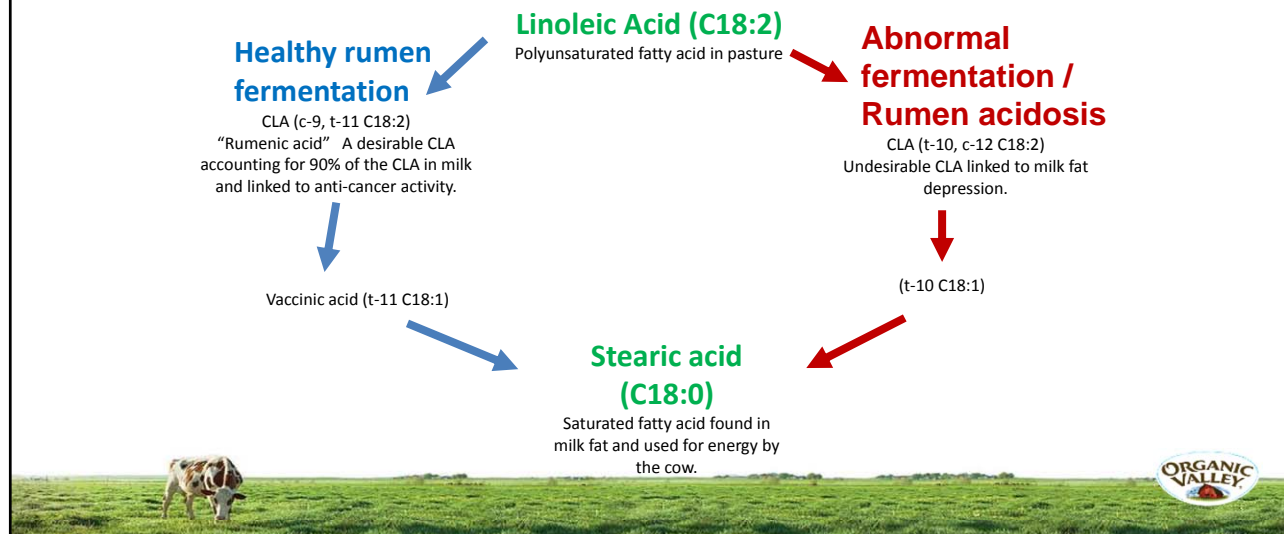 Linoleic Acid (C18:2)
Polyunsaturated fatty acid in pasture
Healthy rumen
fermentation
CLA (c-9, t-11 C18:2)
“Rumenic acid” A desirable CLA
accounting for 90% of the CLA in milk
and linked to anti-cancer activity.
Vaccinic acid (t-11 C18:1)
Abnormal
fermentation /
Rumen acidosis
CLA (t-10, c-12 C18:2)
Undesirable CLA linked to milk fat
depression.
(t-10 C18:1)
Stearic acid
(C18:0)
Saturated fatty acid found in
milk fat and used for energy by
the cow.
ORGANIC
VALLEY